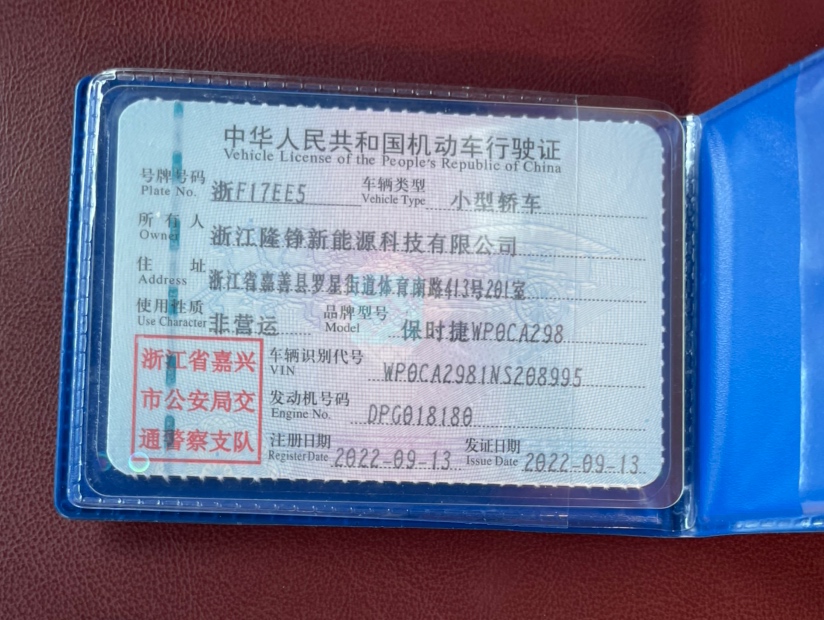 中华人民共和国机动车行驶证
Vehicle License of the People's Republic of China
号牌号码 浙F17EE5 车辆类型 小型轿车
Plate No. Vehicle Type
所有人 浙江隆铮新能源科技有限公司
Owner
住址 浙江省嘉善县罗星街道体育南路413号201室
Address
使用性质 非营运 品牌型号 保时捷WP0CA298
Use Character Model
浙江省嘉兴
市公安局交
通警察支队
车辆识别代号 WP0CA2981NS208995
VIN
发动机号码 DPG018180
Engine No.
注册日期 2022-09-13 发证日期 2022-09-13
Register Date Issue Date